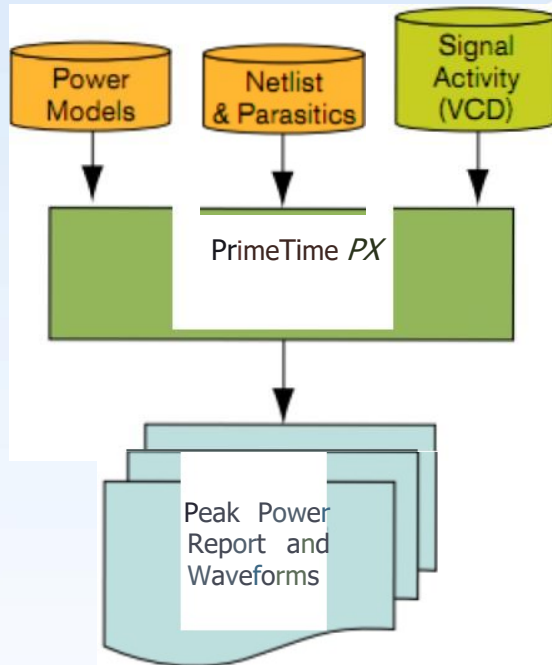 Power
Models
Netlist
& Parasitics
Signal
Activity
(VCD)
PrimeTime PX
Peak Power
Report and
Waveforms